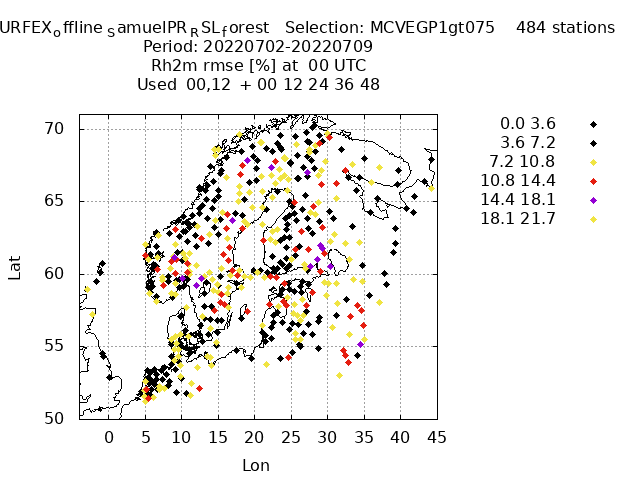 URFEXoffline SamuelPRRSLforest Selection: MCVEGP1gt075 484 stations
Period: 20220702-20220709
Rh2m rmse [%] at 00 UTC
Used 00,12 + 00 12 24 36 48
0.0 3.6
3.6 7.2
7.2 10.8
10.8 14.4
14.4 18.1
18.1 21.7
70
65
60
55
50
Lat
0 5 10 15 20 25 30 35 40 45
Lon